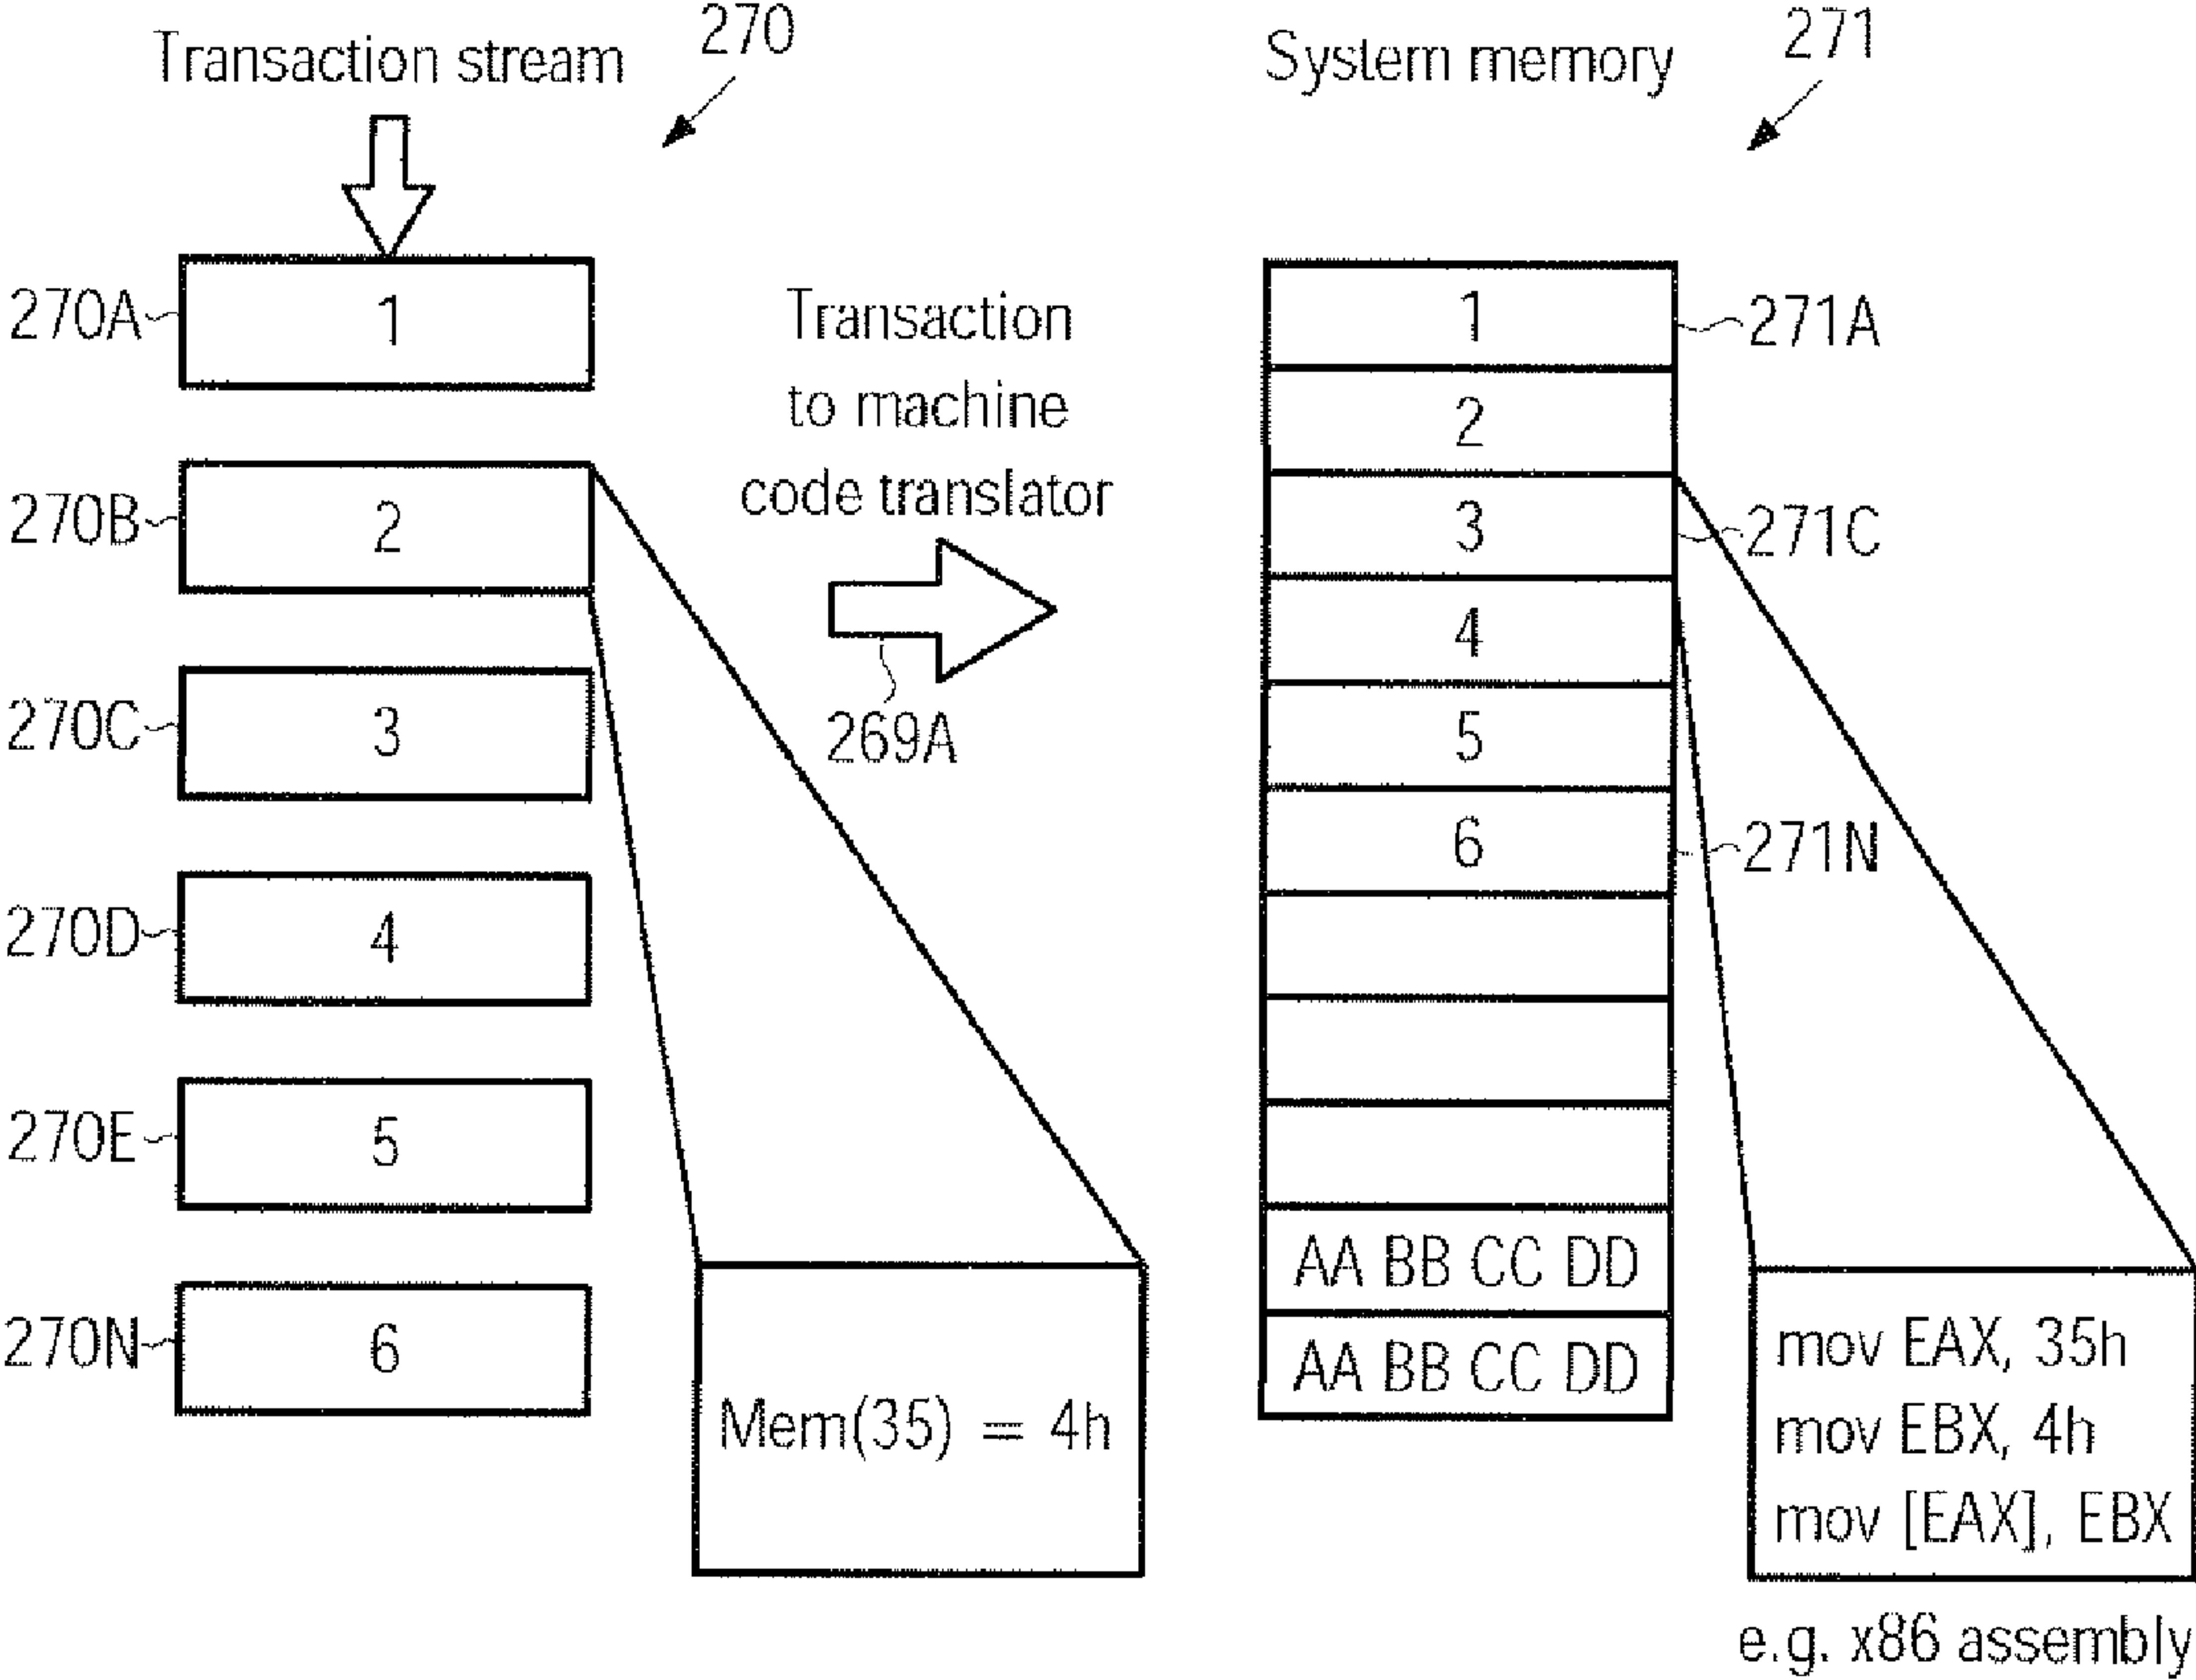 Transaction stream
270
270A
1
270B
2
270C
3
270D
4
270E
5
270N
6
Mem(35) = 4h
Transaction
to machine
code translator
269A
System memory
271
1
271A
2
3
271C
4
5
6
271N
AA BB CC DD
AA BB CC DD
mov EAX, 35h
mov EBX, 4h
mov [EAX], EBX
e.g. x86 assembly